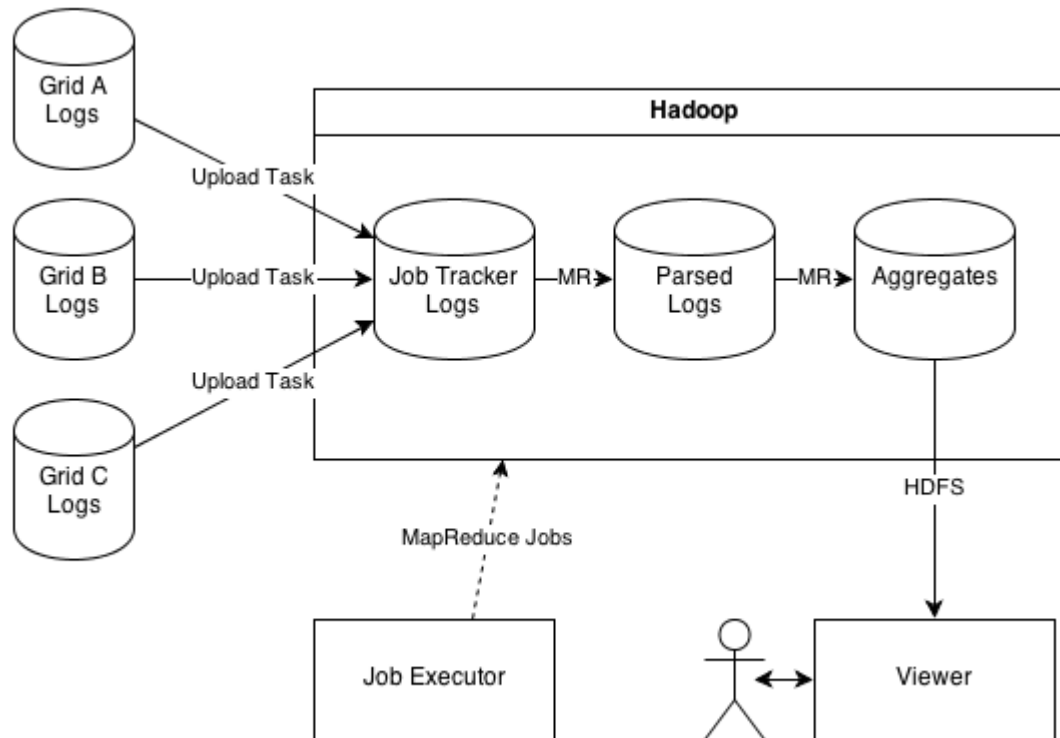 Grid A
Logs
Hadoop
Upload Task
Grid B
Logs
Upload Task
Job Tracker
Logs
MR
Parsed
Logs
MR
Aggregates
Upload Task
Grid C
Logs
HDFS
MapReduce Jobs
Job Executor
Viewer